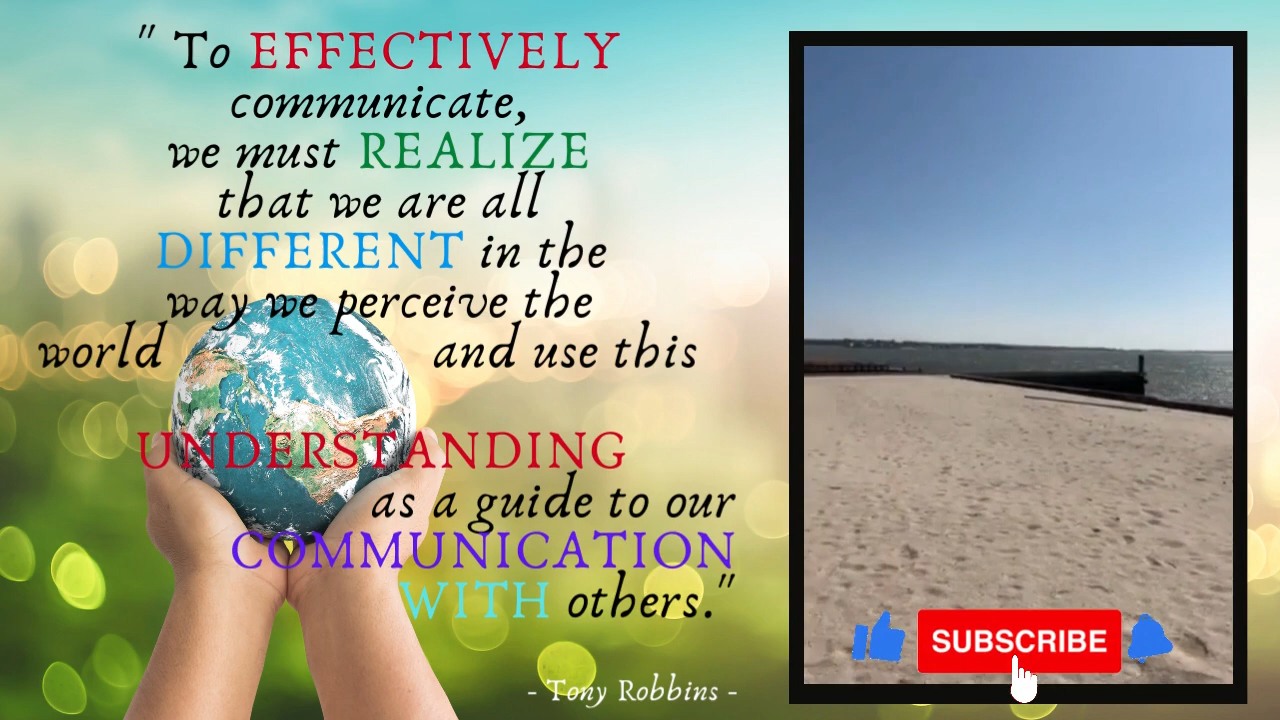 " To EFFECTIVELY
communicate,
we must REALIZE
that we are all
DIFFERENT in the
way we perceive the
world and use this
UNDERSTANDING
as a guide to our
COMMUNICATION
WITH others."
- Tony Robbins -
SUBSCRIBE